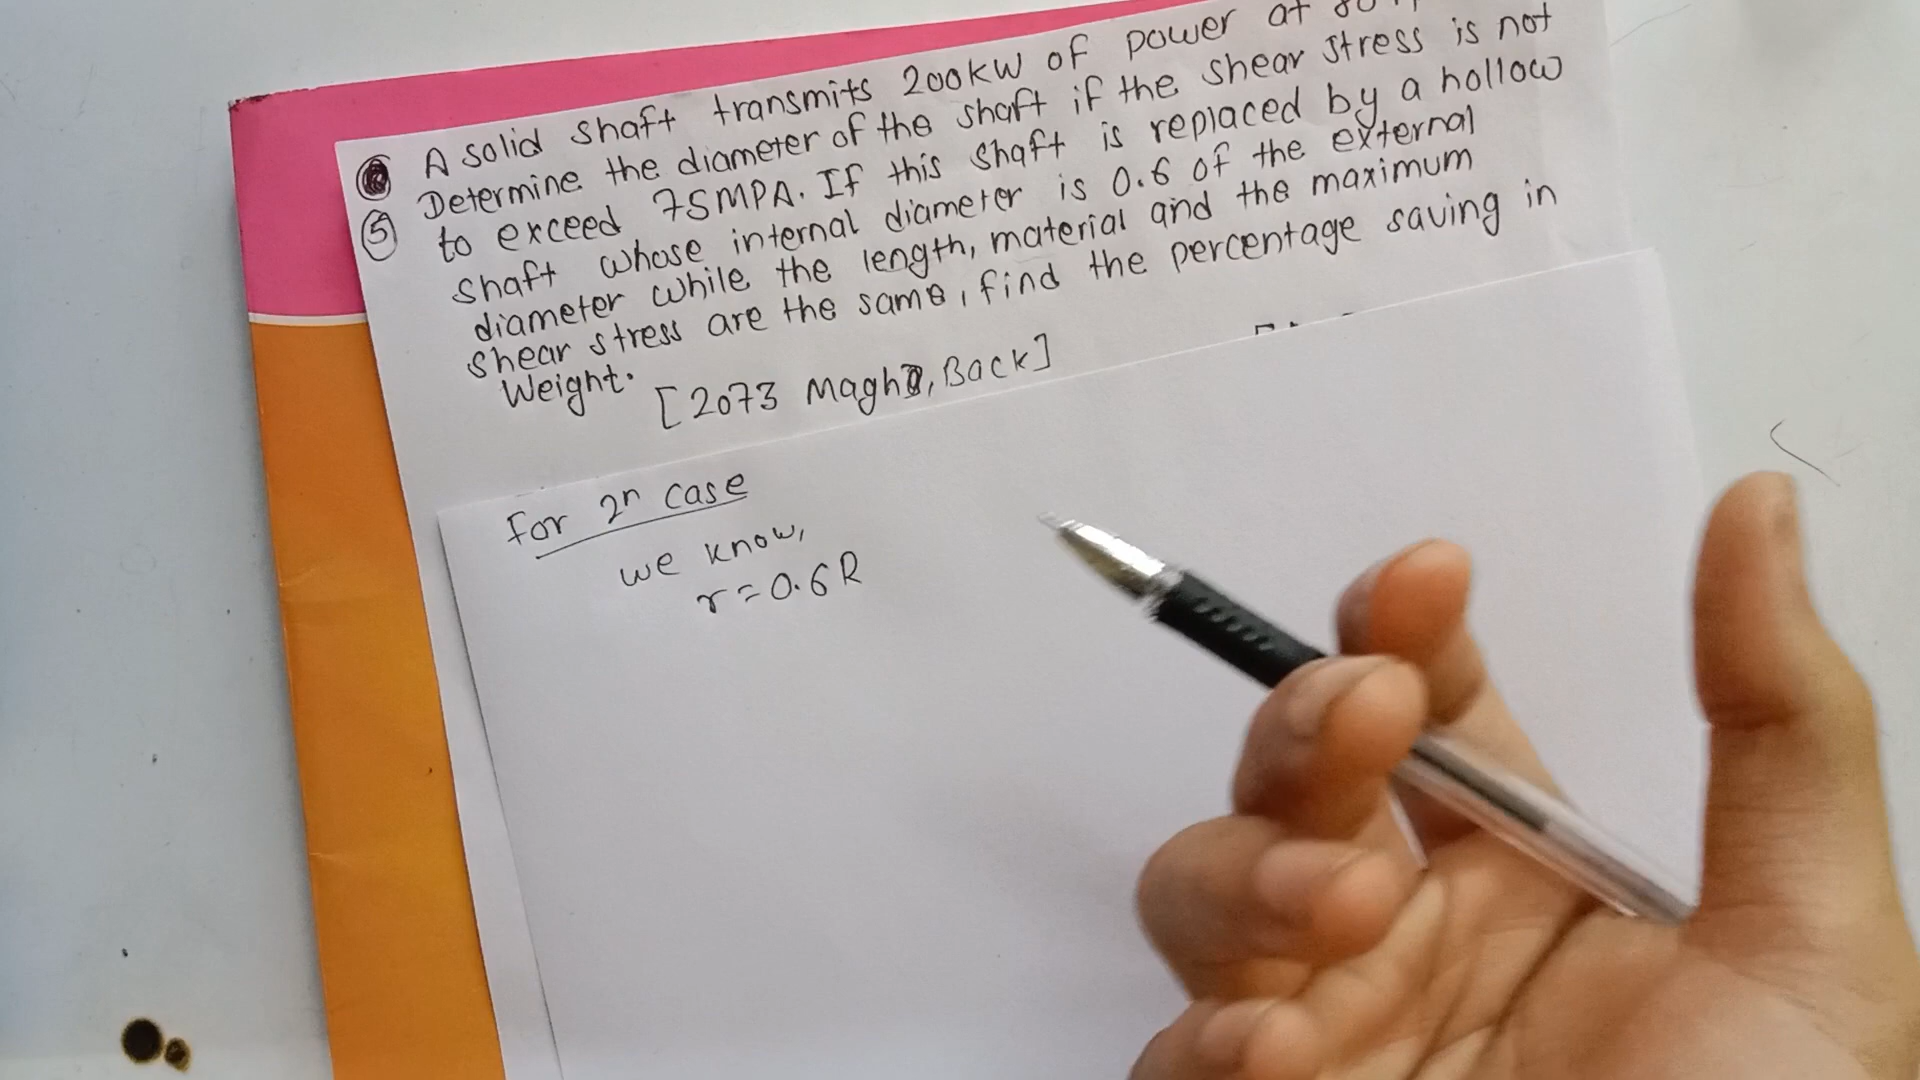 A solid shaft transmits 200kW of power at 80
Determine the diameter of the shaft if the shear stress is not
⑤ to exceed 75MPA. If this shaft is replaced by a hollow
shaft whose internal diameter is 0.6 of the external
diameter while the length, material and the maximum
shear stress are the same, find the percentage saving in
Weight.
[2073 Magh, Back]
For 2n case
we know,
r = 0.6R